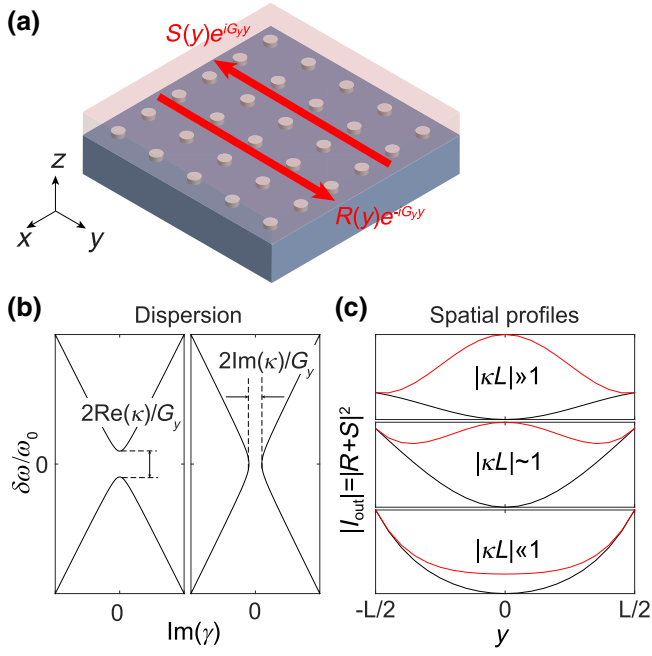 (a)
S(y)e^{iG_y y}
R(y)e^{-iG_y y}
z
x
y
(b)
Dispersion
2Re(κ)/G_y
2Im(κ)/G_y
δω/ω_0
0
0
0
Im(γ)
(c)
Spatial profiles
|κL|≫1
|κL|~1
|κL|≪1
|I_out|=|R+S|^2
-L/2
0
L/2
y